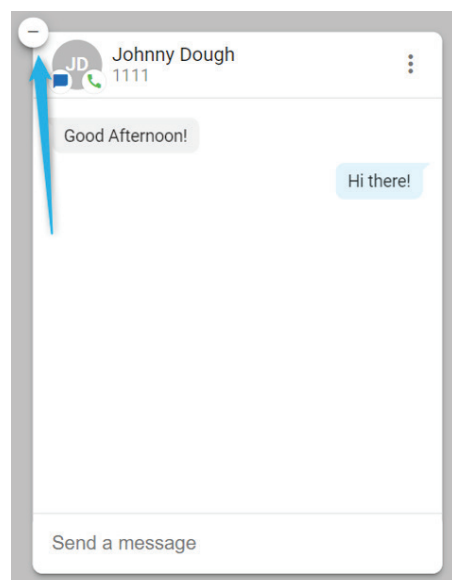 Johnny Dough
JD
1111
Good Afternoon!
Hi there!
Send a message